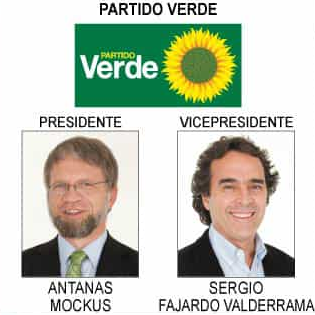 PARTIDO VERDE
PARTIDO
Verde
PRESIDENTE
VICEPRESIDENTE
ANTANAS
MOCKUS
SERGIO
FAJARDO VALDERRAMA